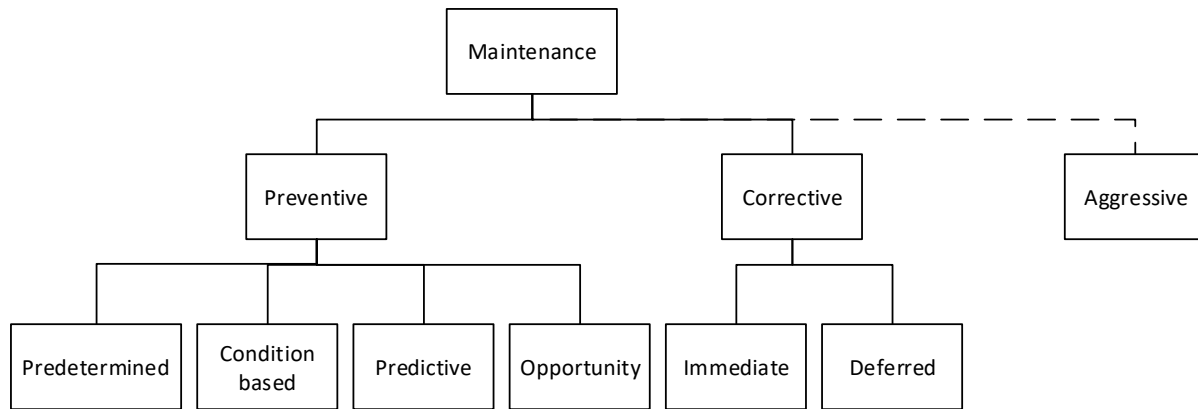 Maintenance
Preventive
Corrective
Aggressive
Predetermined
Condition
based
Predictive
Opportunity
Immediate
Deferred